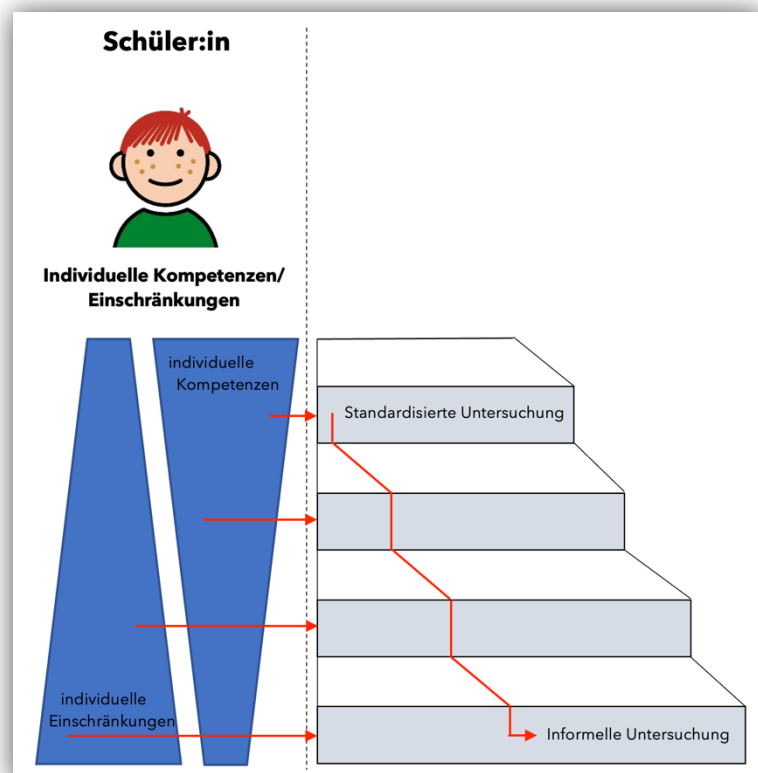 Schüler:in
Individuelle Kompetenzen/
Einschränkungen
individuelle
Kompetenzen
Standardisierte Untersuchung
individuelle
Einschränkungen
Informelle Untersuchung